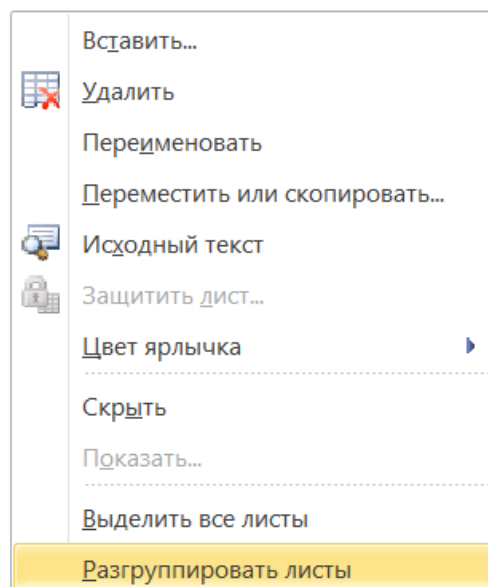 Вставить...
Удалить
Переименовать
Переместить или скопировать...
Исходный текст
Защитить лист...
Цвет ярлычка
Скрыть
Показать...
Выделить все листы
Разгруппировать листы